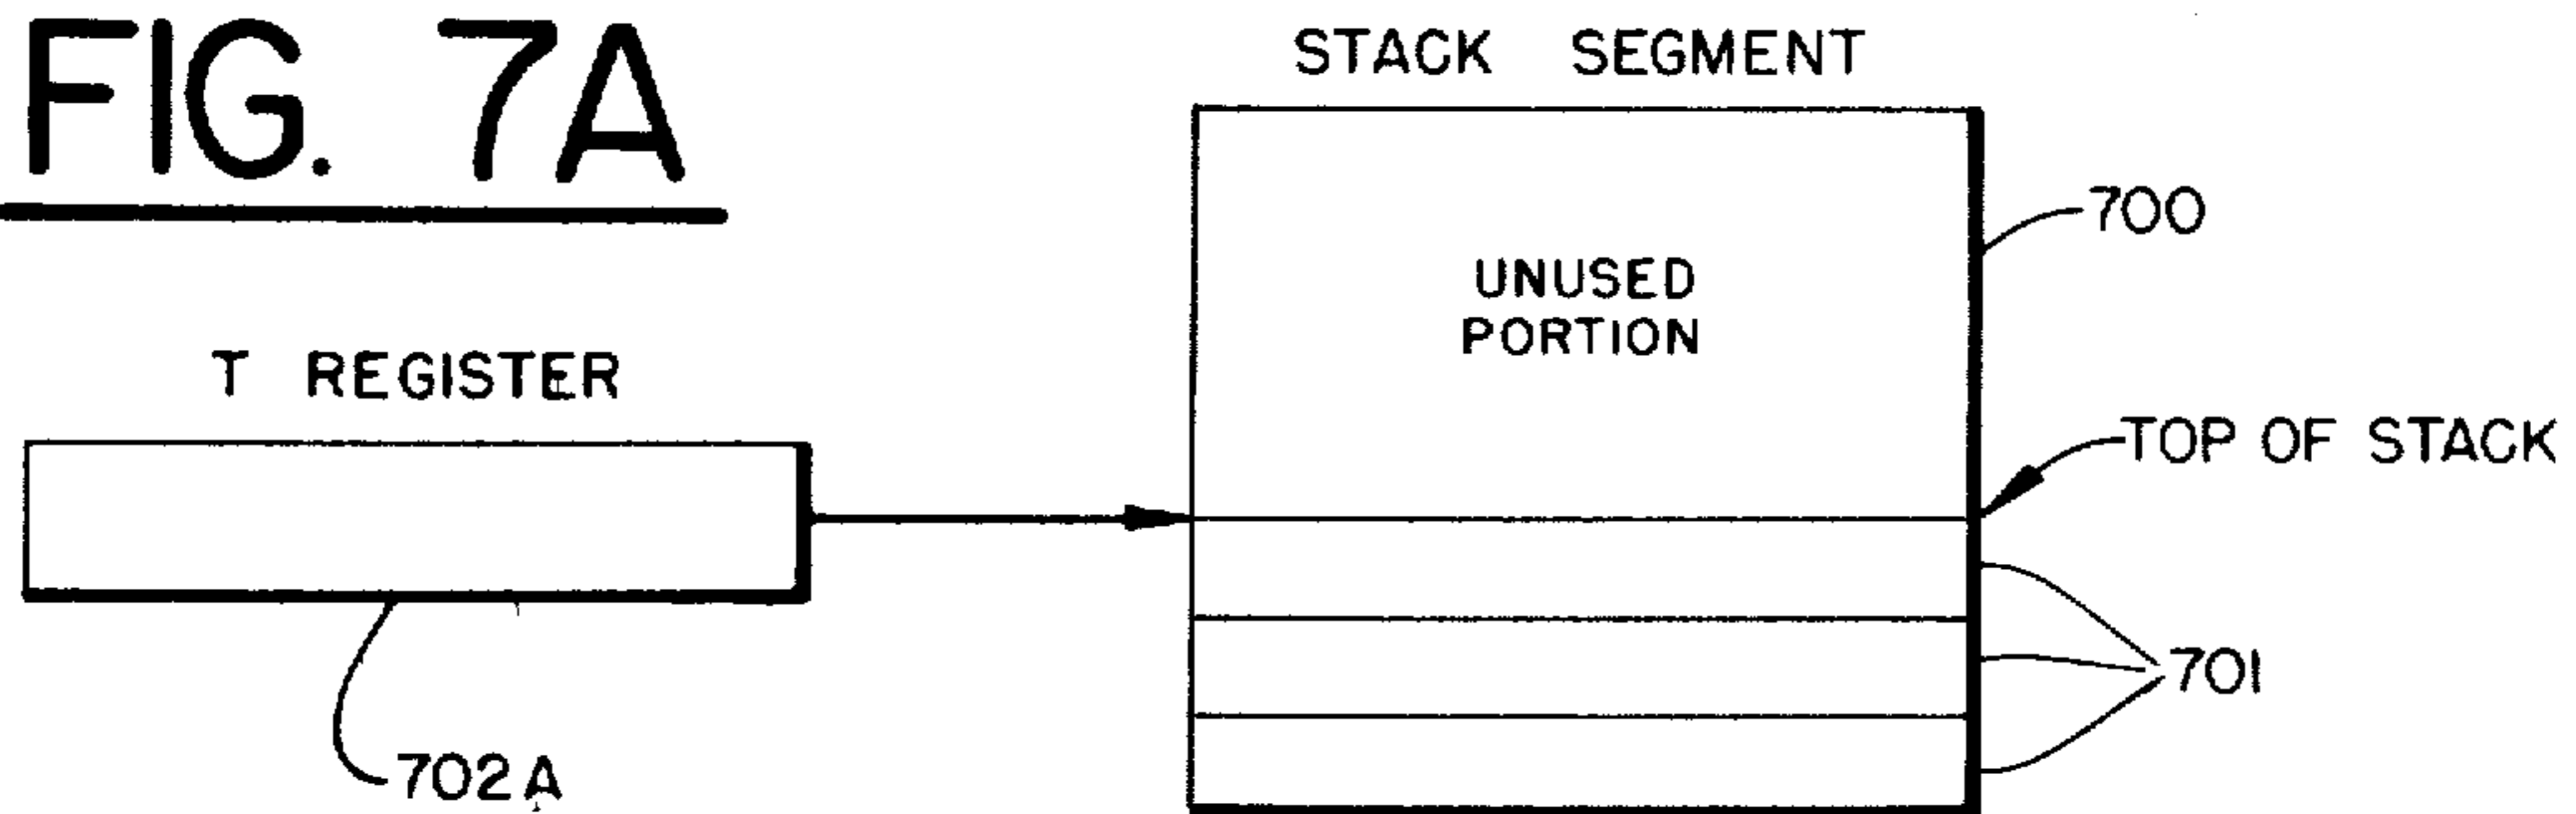 FIG. 7A
STACK SEGMENT
700
UNUSED
PORTION
T REGISTER
TOP OF STACK
701
702A